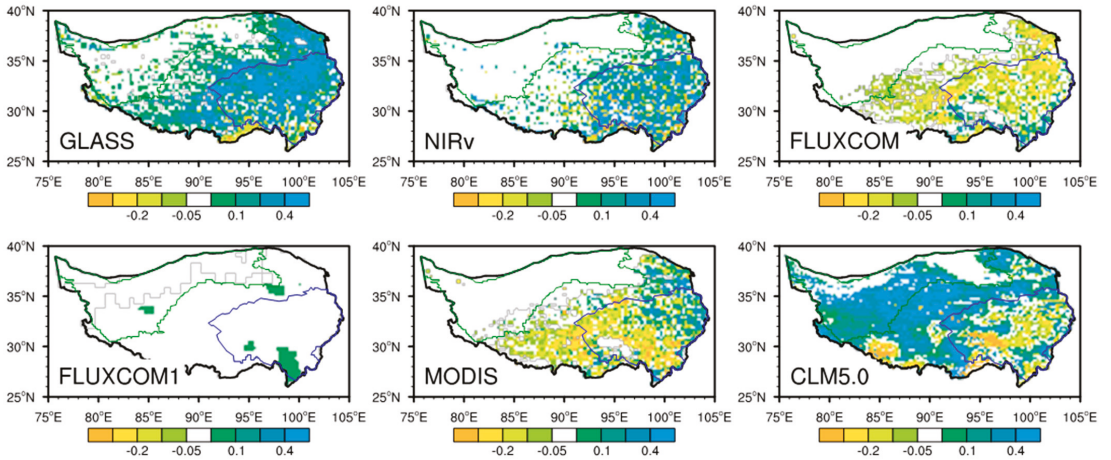 40°N 40°N 40°N
35°N 35°N 35°N
30°N 30°N 30°N
GLASS NIRv FLUXCOM
25°N 25°N 25°N
75°E 80°E 85°E 90°E 95°E 100°E 105°E 75°E 80°E 85°E 90°E 95°E 100°E 105°E 75°E 80°E 85°E 90°E 95°E 100°E 105°E
-0.2 -0.05 0.1 0.4 -0.2 -0.05 0.1 0.4 -0.2 -0.05 0.1 0.4
40°N 40°N 40°N
35°N 35°N 35°N
30°N 30°N 30°N
FLUXCOM1 MODIS CLM5.0
25°N 25°N 25°N
75°E 80°E 85°E 90°E 95°E 100°E 105°E 75°E 80°E 85°E 90°E 95°E 100°E 105°E 75°E 80°E 85°E 90°E 95°E 100°E 105°E
-0.2 -0.05 0.1 0.4 -0.2 -0.05 0.1 0.4 -0.2 -0.05 0.1 0.4